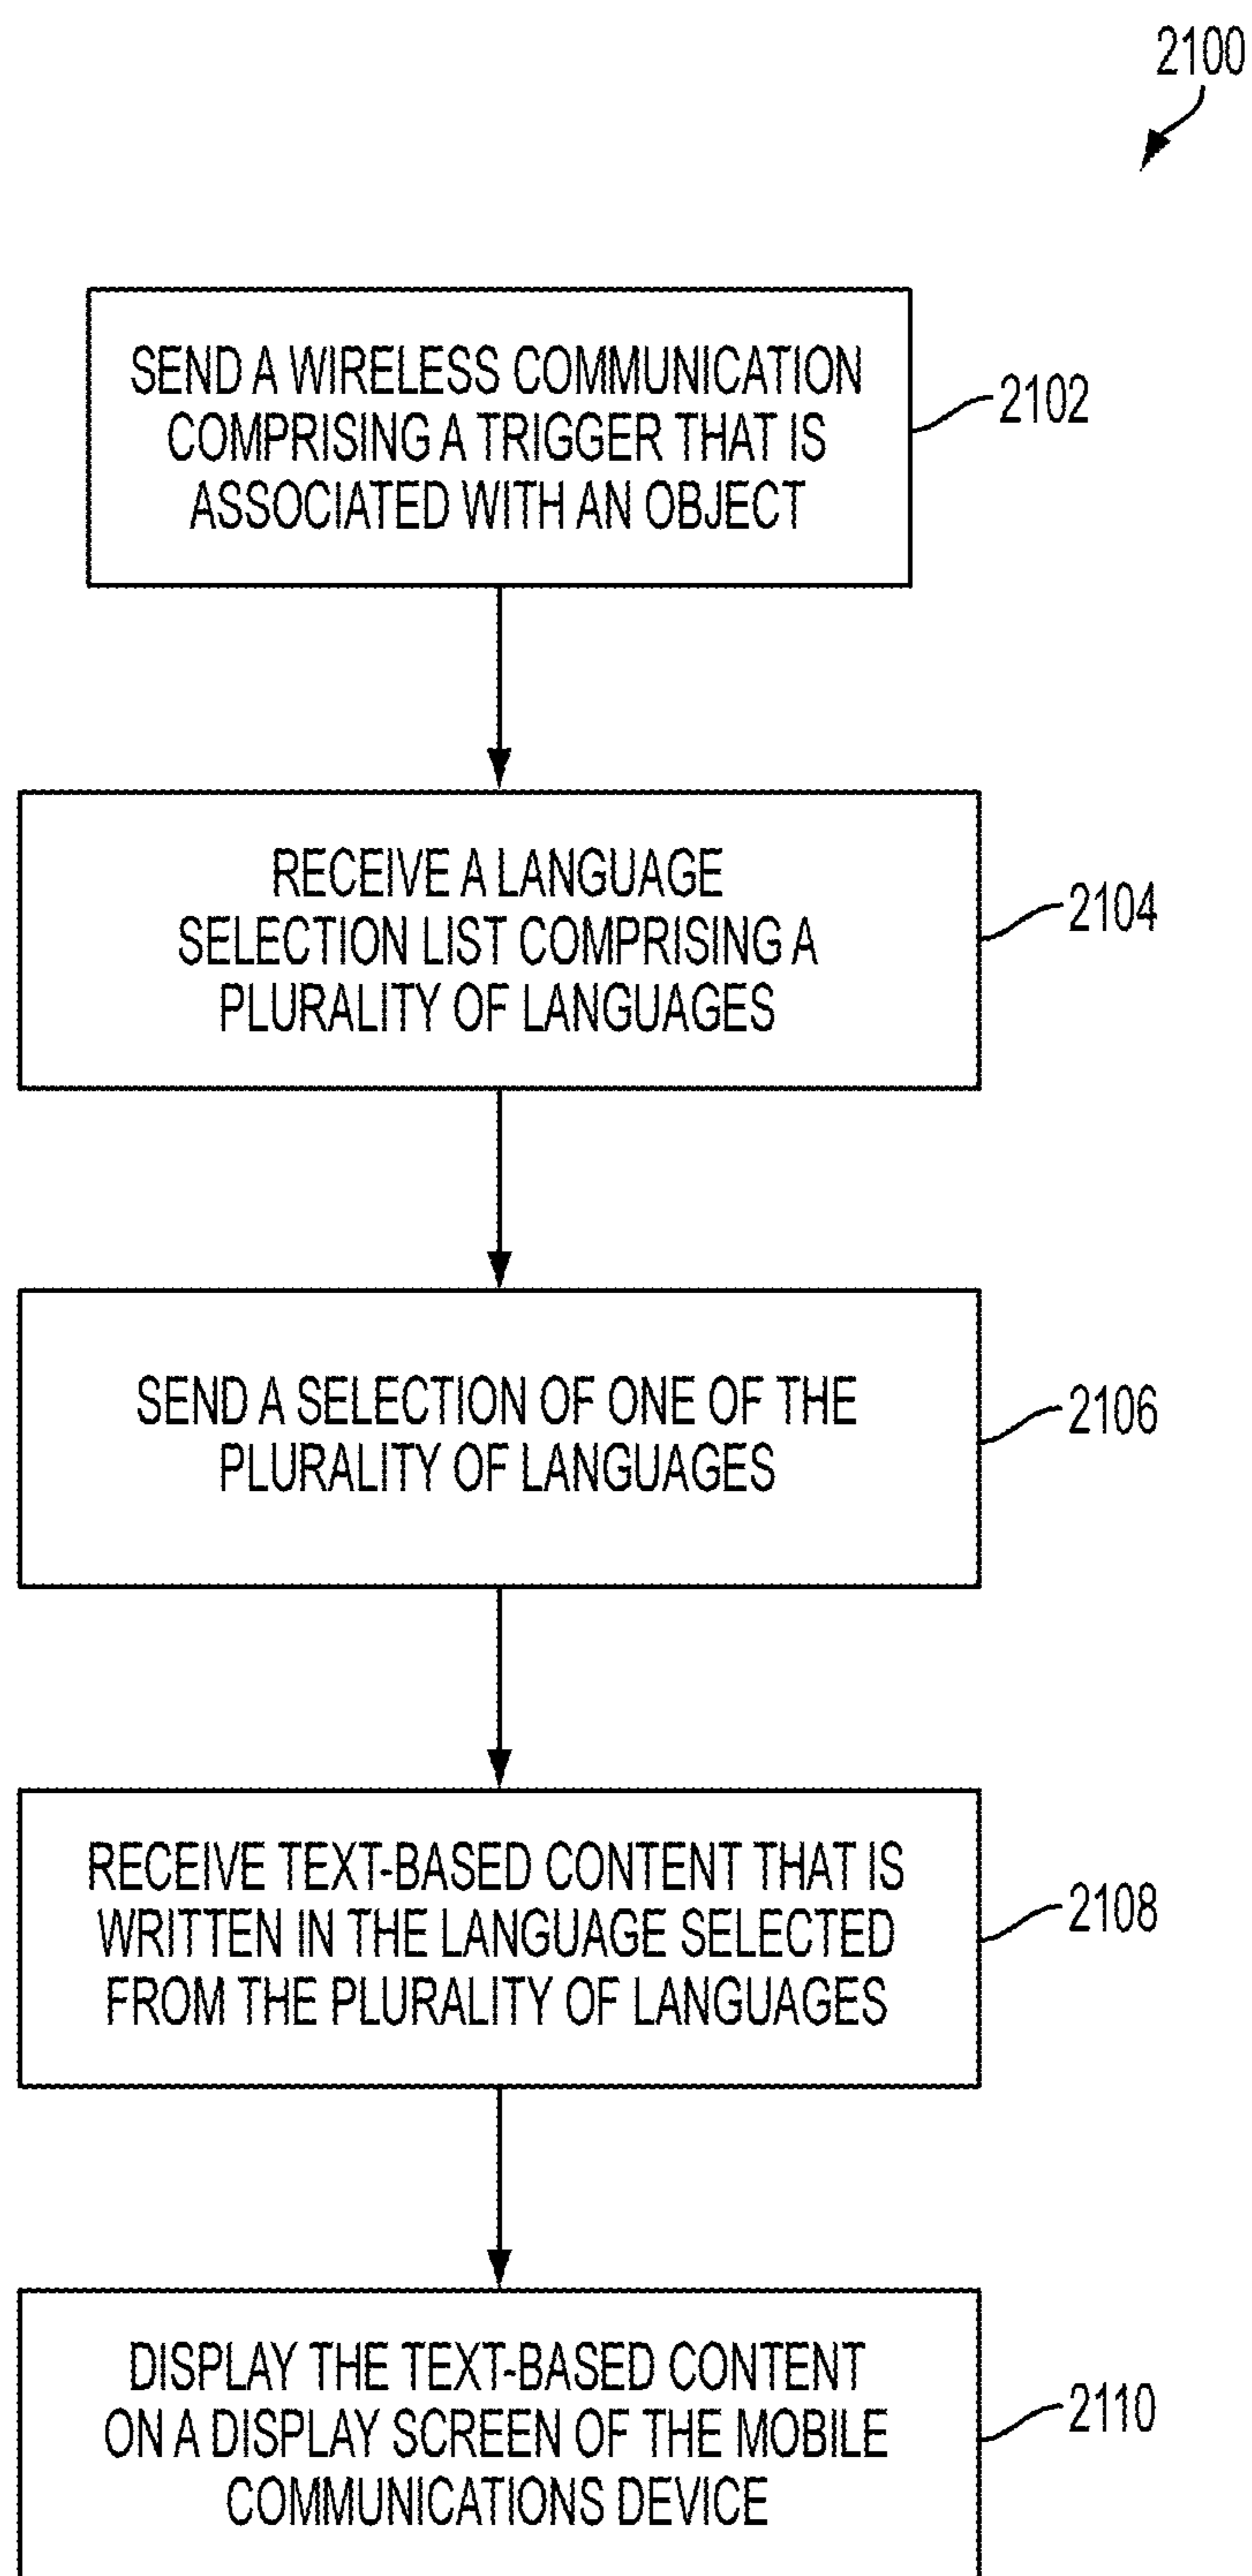 2100
SEND A WIRELESS COMMUNICATION
COMPRISING A TRIGGER THAT IS
ASSOCIATED WITH AN OBJECT
2102
RECEIVE A LANGUAGE
SELECTION LIST COMPRISING A
PLURALITY OF LANGUAGES
2104
SEND A SELECTION OF ONE OF THE
PLURALITY OF LANGUAGES
2106
RECEIVE TEXT-BASED CONTENT THAT IS
WRITTEN IN THE LANGUAGE SELECTED
FROM THE PLURALITY OF LANGUAGES
2108
DISPLAY THE TEXT-BASED CONTENT
ON A DISPLAY SCREEN OF THE MOBILE
COMMUNICATIONS DEVICE
2110